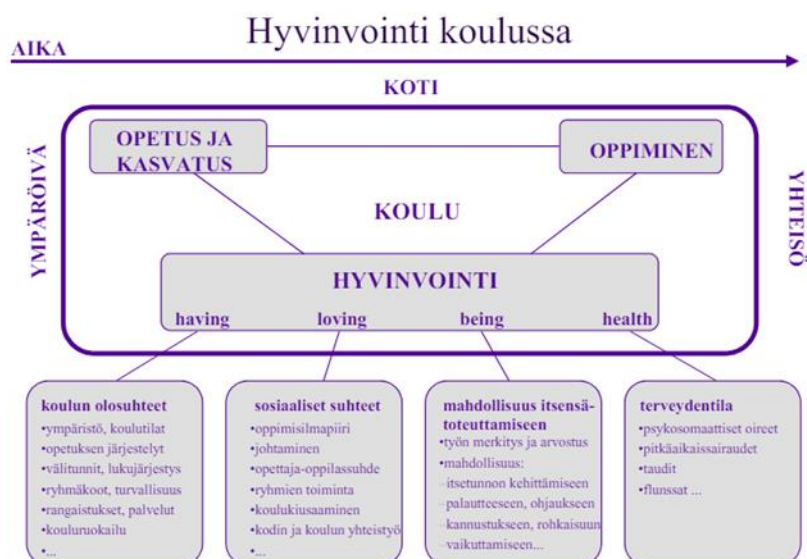 Hyvinvointi koulussa
AIKA
KOTI
YMPÄRÖIVÄ
YHTEISÖ
OPETUS JA
KASVATUS
OPPIMINEN
KOULU
HYVINVOINTI
having loving being health
koulun olosuhteet
•ympäristö, koulutilat
•opetuksen järjestelyt
•välitunnit, lukujärjestys
•ryhmäkoot, turvallisuus
•rangaistukset, palvelut
•kouluruokailu
•...
sosiaaliset suhteet
•oppimisilmapiiri
•johtaminen
•opettaja-oppilassuhde
•ryhmien toiminta
•koulukiusaaminen
•kodin ja koulun yhteistyö
•...
mahdollisuus itsensä-
toteuttamiseen
•työn merkitys ja arvostus
•mahdollisuus:
–itsetunnon kehittämiseen
–palautteeseen, ohjaukseen
–kannustukseen, rohkaisuun
–vaikuttamiseen...
terveydentila
•psykosomaattiset oireet
•pitkäaikaissairaudet
•taudit
•flunssat ...